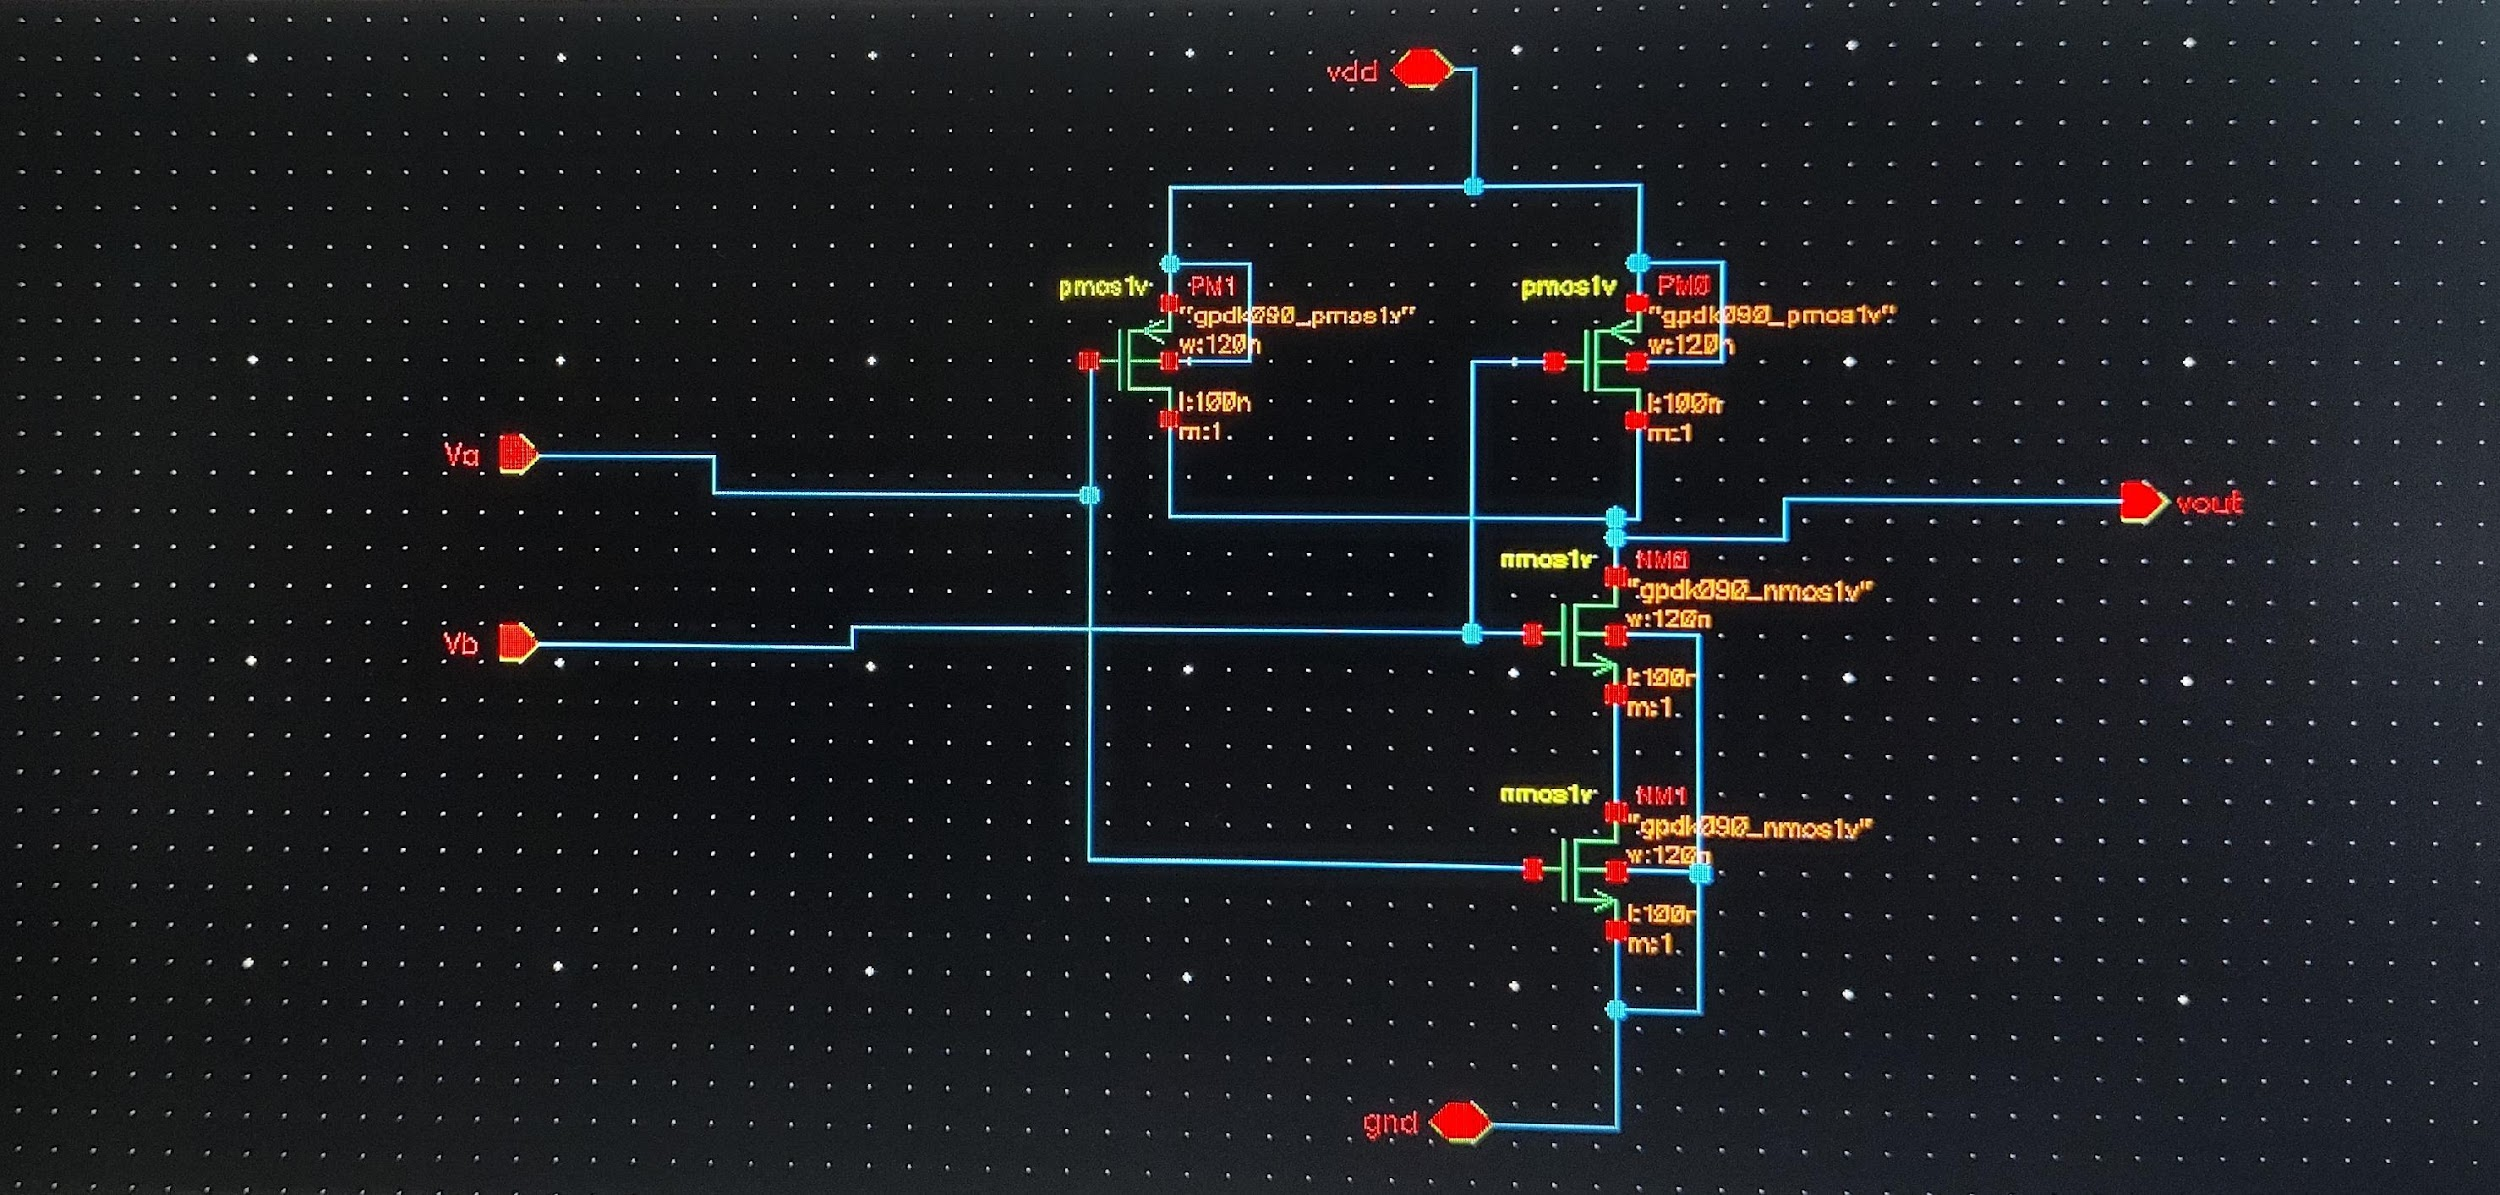 vdd
pmos1v PM1
"gpdk090_pmos1v"
w:120n
l:100n
m:1
pmos1v PM0
"gpdk090_pmos1v"
w:120n
l:100n
m:1
Va
vout
nmos1v NM0
"gpdk090_nmos1v"
w:120n
l:100n
m:1
Vb
nmos1v NM1
"gpdk090_nmos1v"
w:120n
l:100n
m:1
gnd